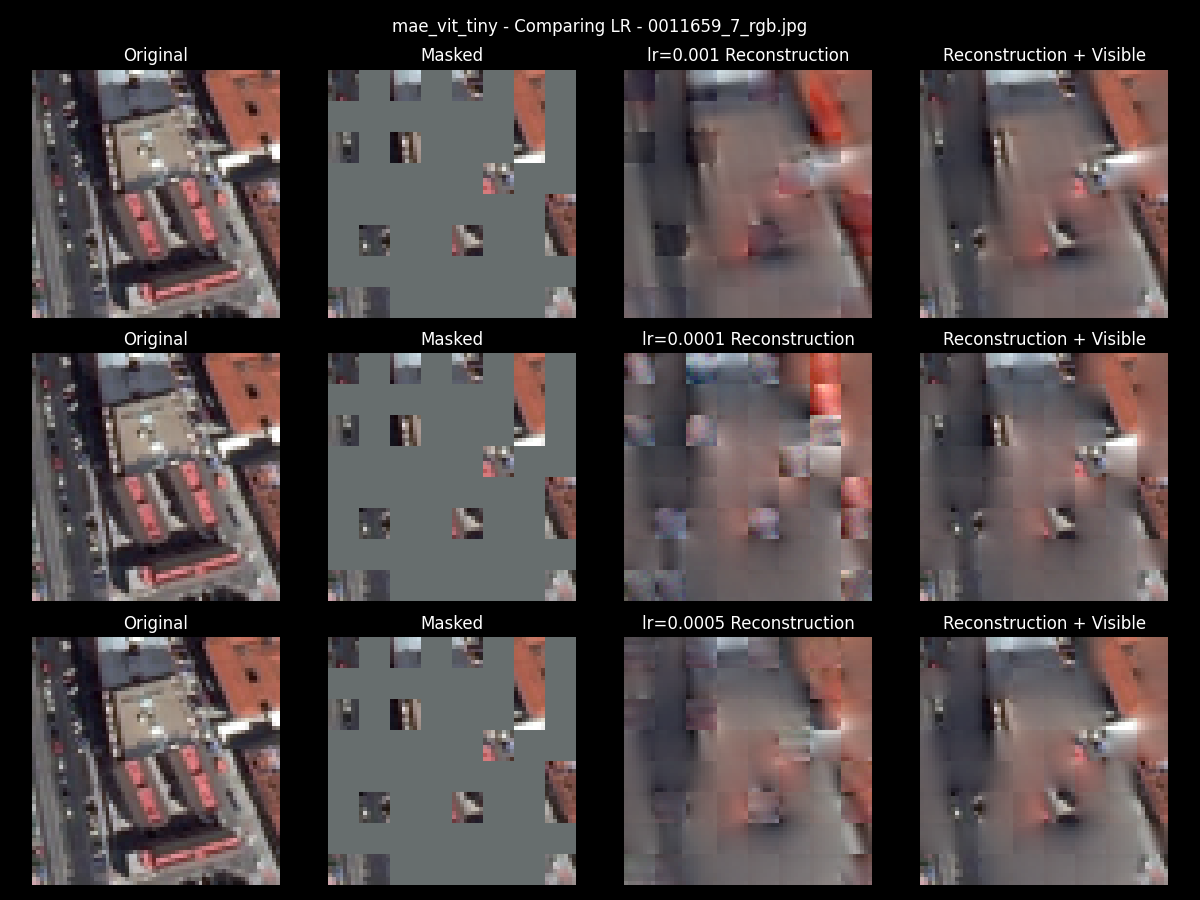 mae_vit_tiny - Comparing LR - 0011659_7_rgb.jpg
Original
Masked
lr=0.001 Reconstruction
Reconstruction + Visible
Original
Masked
lr=0.0001 Reconstruction
Reconstruction + Visible
Original
Masked
lr=0.0005 Reconstruction
Reconstruction + Visible